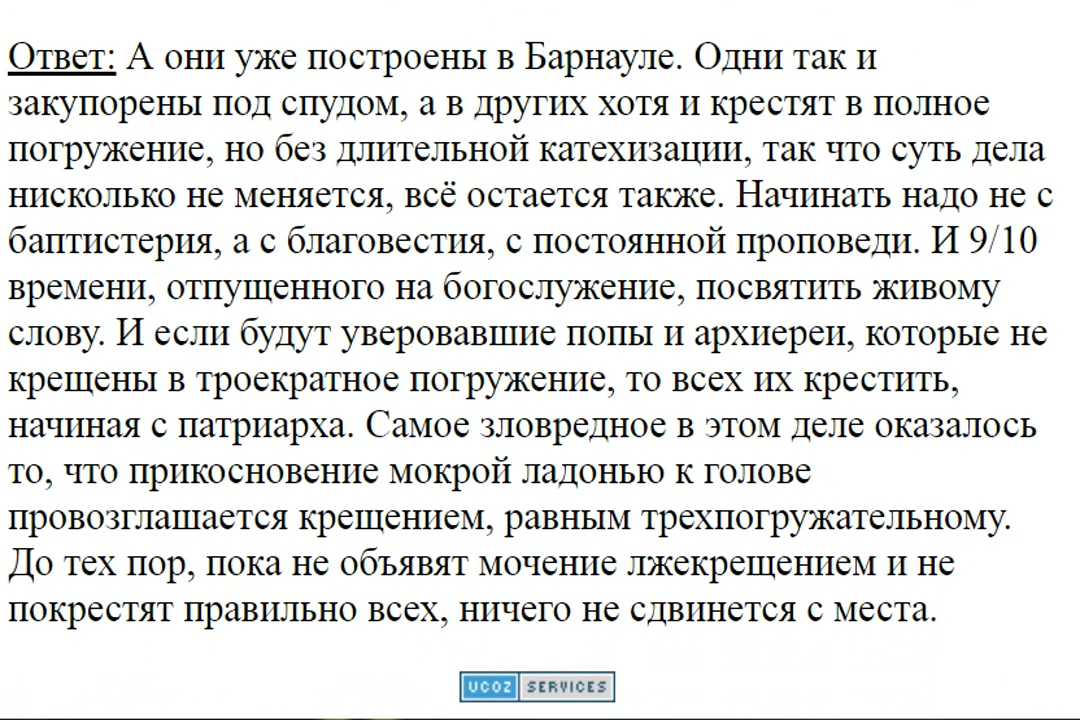 Ответ: А они уже построены в Барнауле. Одни так и
закупорены под спудом, а в других хотя и крестят в полное
погружение, но без длительной катехизации, так что суть дела
нисколько не меняется, всё остается также. Начинать надо не с
баптистерия, а с благовестия, с постоянной проповеди. И 9/10
времени, отпущенного на богослужение, посвятить живому
слову. И если будут уверовавшие попы и архиереи, которые не
крещены в троекратное погружение, то всех их крестить,
начиная с патриарха. Самое зловредное в этом деле оказалось
то, что прикосновение мокрой ладонью к голове
провозглашается крещением, равным трехпогружательному.
До тех пор, пока не объявят мочение лжекрещением и не
покрестят правильно всех, ничего не сдвинется с места.
UCOZ SERVICES